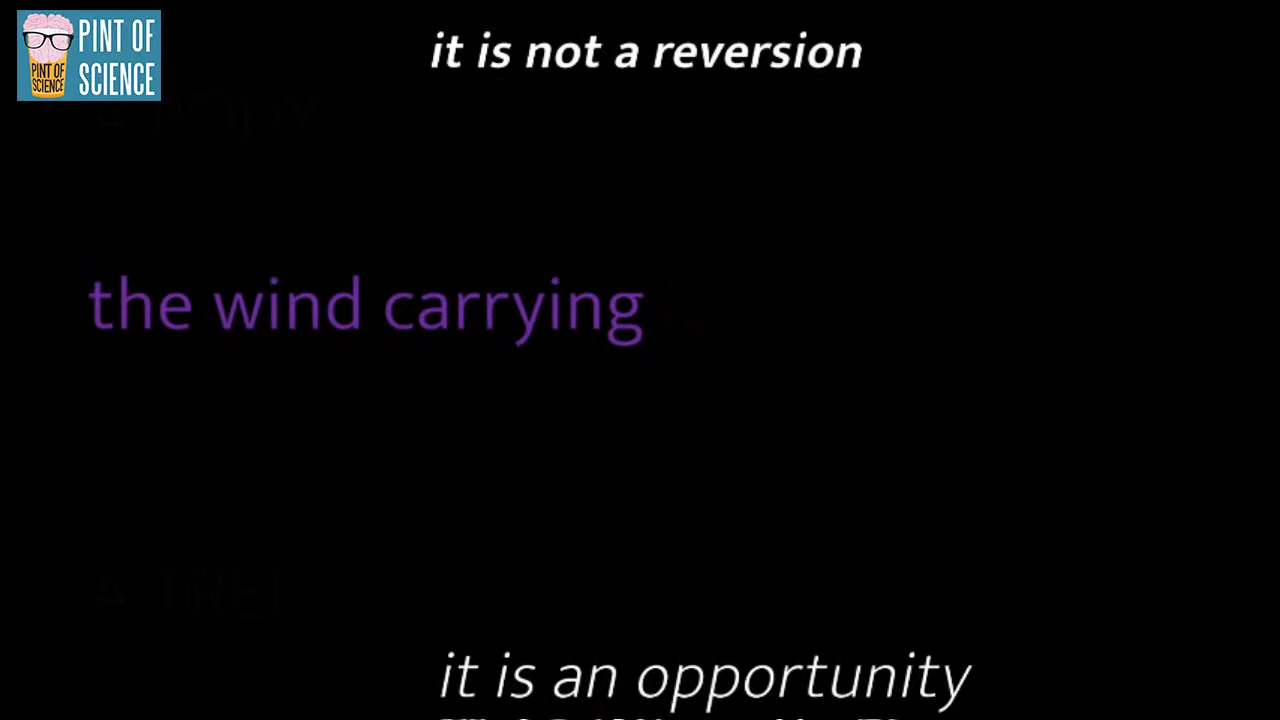 PINT OF
SCIENCE
PINT OF
SCIENCE
it is not a reversion
the wind carrying
it is an opportunity